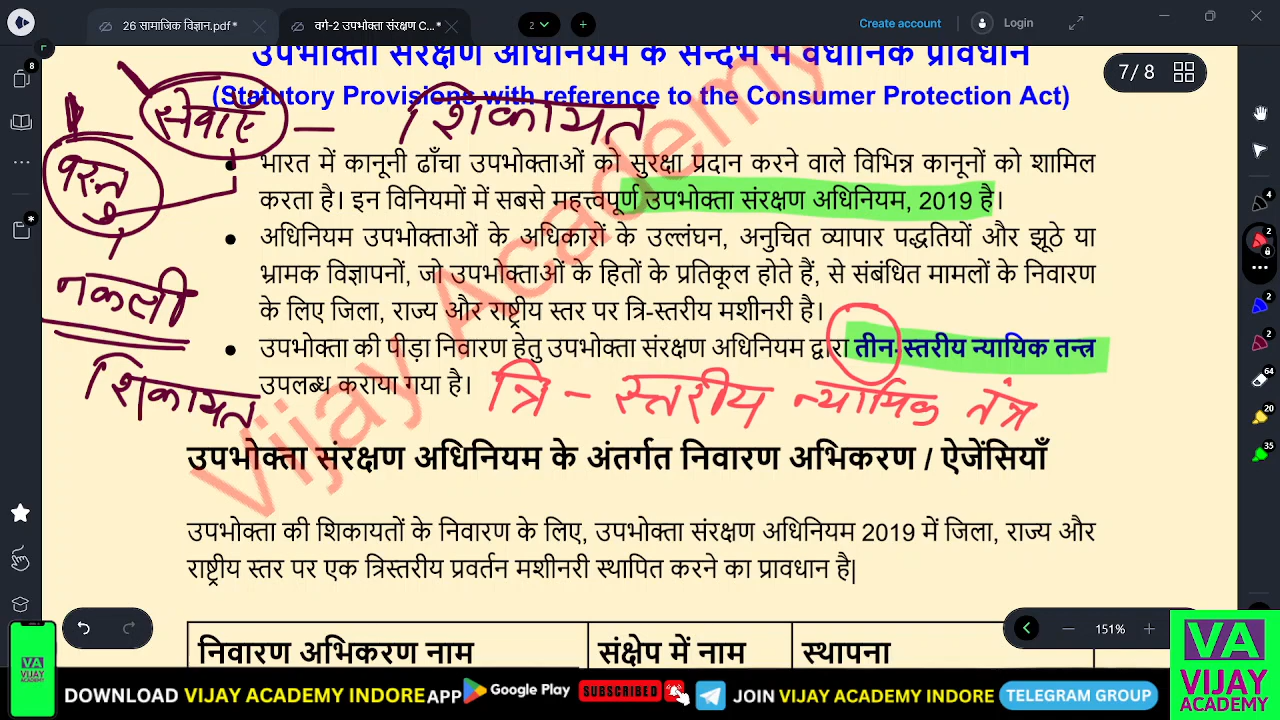 26 सामाजिक विज्ञान.pdf*
वर्ग-2 उपभोक्ता संरक्षण C...*
2
Create account
Login
7/8
उपभोक्ता संरक्षण अधिनियम के सन्दर्भ में वैधानिक प्रावधान
(Statutory Provisions with reference to the Consumer Protection Act)
सेवाएँ — शिकायत
वस्तु
नकली
शिकायत
भारत में कानूनी ढाँचा उपभोक्ताओं को सुरक्षा प्रदान करने वाले विभिन्न कानूनों को शामिल
करता है। इन विनियमों में सबसे महत्त्वपूर्ण उपभोक्ता संरक्षण अधिनियम, 2019 है।
अधिनियम उपभोक्ताओं के अधिकारों के उल्लंघन, अनुचित व्यापार पद्धतियों और झूठे या
भ्रामक विज्ञापनों, जो उपभोक्ताओं के हितों के प्रतिकूल होते हैं, से संबंधित मामलों के निवारण
के लिए जिला, राज्य और राष्ट्रीय स्तर पर त्रि-स्तरीय मशीनरी है।
उपभोक्ता की पीड़ा निवारण हेतु उपभोक्ता संरक्षण अधिनियम द्वारा तीन-स्तरीय न्यायिक तन्त्र
उपलब्ध कराया गया है।
त्रि - स्तरीय न्यायिक तंत्र
Vijay Academy
उपभोक्ता संरक्षण अधिनियम के अंतर्गत निवारण अभिकरण / ऐजेंसियाँ
उपभोक्ता की शिकायतों के निवारण के लिए, उपभोक्ता संरक्षण अधिनियम 2019 में जिला, राज्य और
राष्ट्रीय स्तर पर एक त्रिस्तरीय प्रवर्तन मशीनरी स्थापित करने का प्रावधान है|
निवारण अभिकरण नाम
संक्षेप में नाम
स्थापना
151%
VA
VIJAY
ACADEMY
DOWNLOAD VIJAY ACADEMY INDORE APP
Google Play
SUBSCRIBED
JOIN VIJAY ACADEMY INDORE
TELEGRAM GROUP
VA
VIJAY
ACADEMY